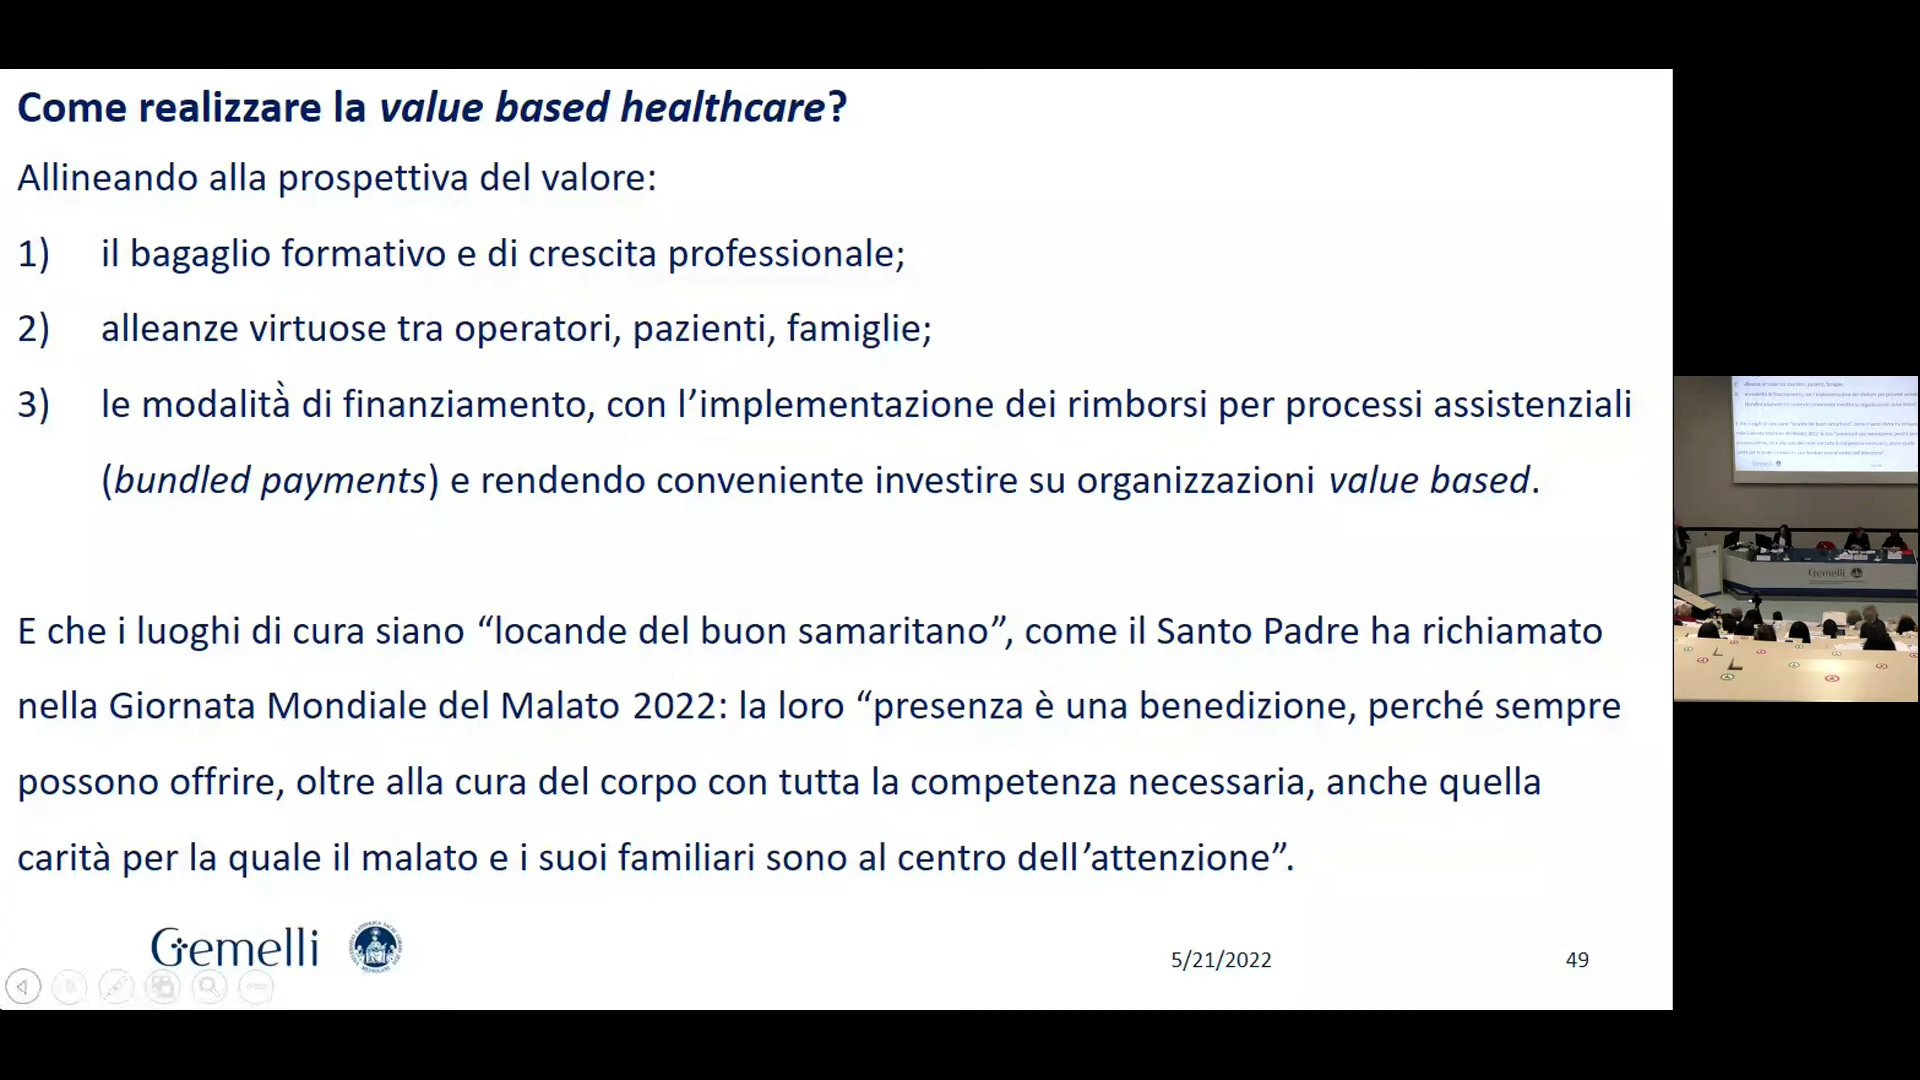 Come realizzare la value based healthcare?
Allineando alla prospettiva del valore:
1) il bagaglio formativo e di crescita professionale;
2) alleanze virtuose tra operatori, pazienti, famiglie;
3) le modalità di finanziamento, con l’implementazione dei rimborsi per processi assistenziali
(bundled payments) e rendendo conveniente investire su organizzazioni value based.
E che i luoghi di cura siano “locande del buon samaritano”, come il Santo Padre ha richiamato
nella Giornata Mondiale del Malato 2022: la loro “presenza è una benedizione, perché sempre
possono offrire, oltre alla cura del corpo con tutta la competenza necessaria, anche quella
carità per la quale il malato e i suoi familiari sono al centro dell’attenzione”.
Gemelli
5/21/2022
49
Gemelli